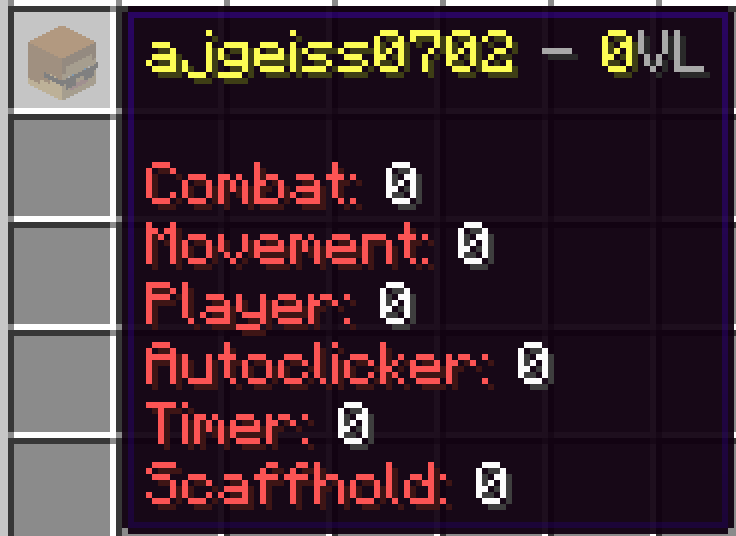 ajgeiss0702 - 0VL
Combat: 0
Movement: 0
Player: 0
Autoclicker: 0
Timer: 0
Scaffhold: 0